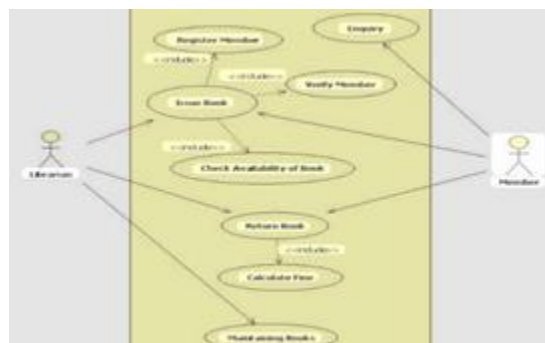 Enquiry
Register Member
<<include>>
<<include>>
Verify Member
Issue Book
<<include>>
Check Availability of Book
Librarian
Member
Return Book
<<include>>
Calculate Fine
Maintaining Books